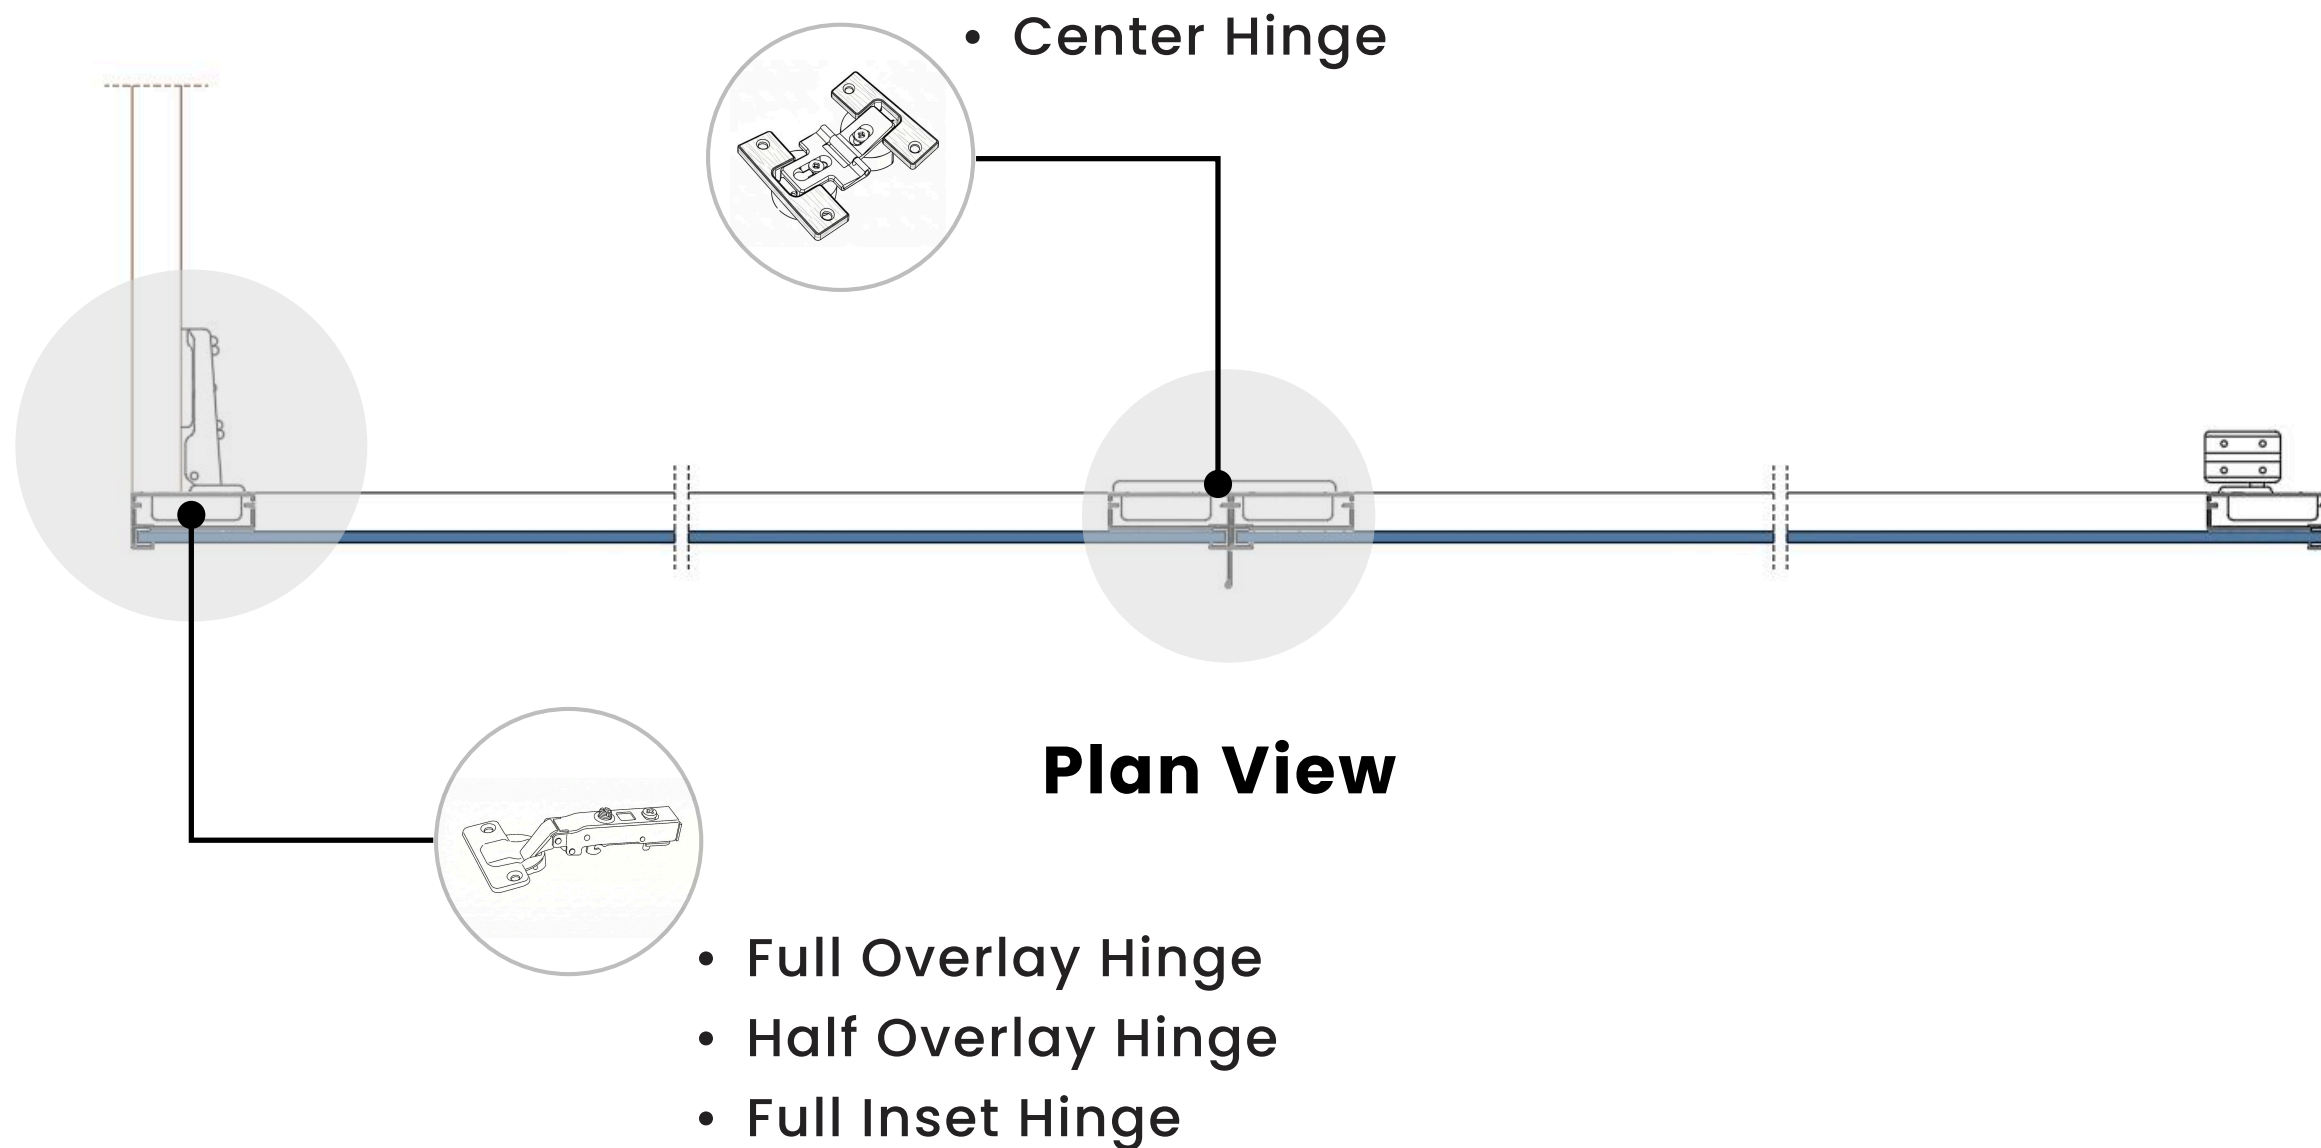 • Center Hinge
Plan View
• Full Overlay Hinge
• Half Overlay Hinge
• Full Inset Hinge